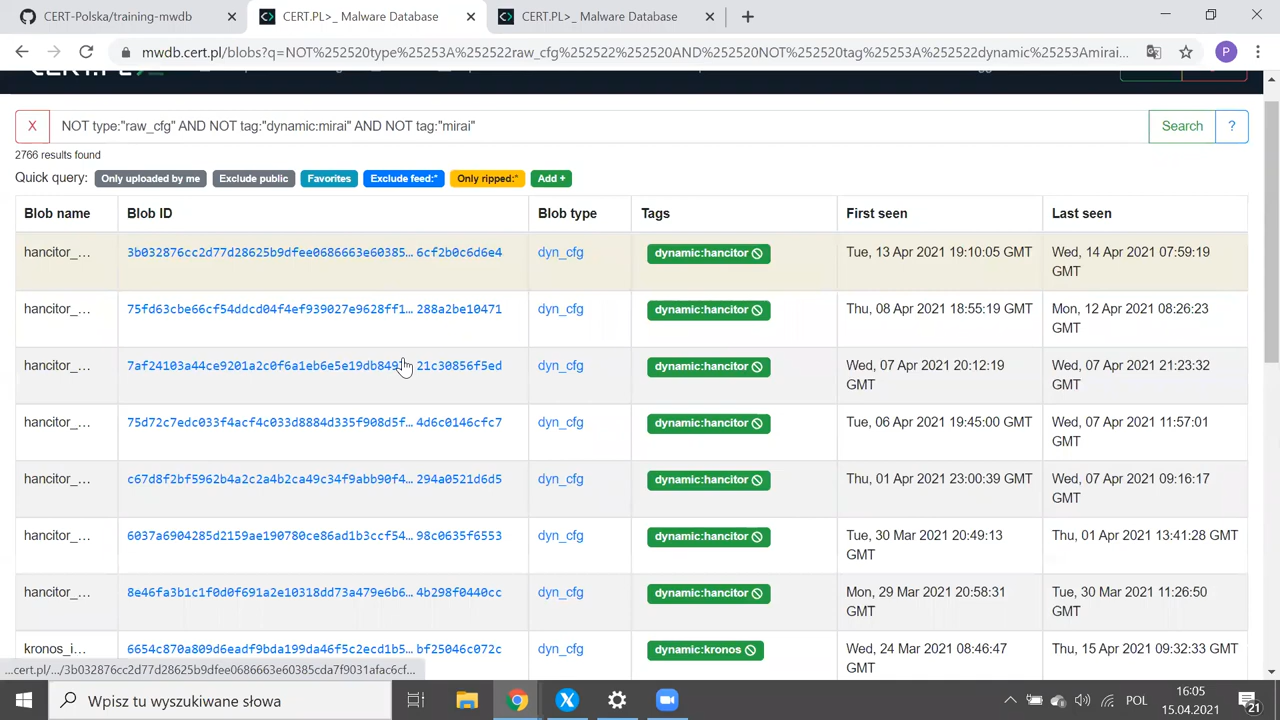 CERT-Polska/training-mwdb
CERT.PL>_ Malware Database
CERT.PL>_ Malware Database
mwdb.cert.pl/blobs?q=NOT%252520type%25253A%252522raw_cfg%252522%252520AND%252520NOT%252520tag%25253A%252522dynamic%25253Amirai...
X NOT type:"raw_cfg" AND NOT tag:"dynamic:mirai" AND NOT tag:"mirai" Search ?
2766 results found
Quick query: Only uploaded by me Exclude public Favorites Exclude feed:* Only ripped:* Add +
Blob name Blob ID Blob type Tags First seen Last seen
hancitor_... 3b032876cc2d77d28625b9dfee0686663e60385... 6cf2b0c6d6e4 dyn_cfg dynamic:hancitor Tue, 13 Apr 2021 19:10:05 GMT Wed, 14 Apr 2021 07:59:19
GMT
hancitor_... 75fd63cbe66cf54ddcd04f4ef939027e9628ff1... 288a2be10471 dyn_cfg dynamic:hancitor Thu, 08 Apr 2021 18:55:19 GMT Mon, 12 Apr 2021 08:26:23
GMT
hancitor_... dyn_cfg dynamic:hancitor Wed, 07 Apr 2021 20:12:19 Wed, 07 Apr 2021 21:23:32
GMT GMT
hancitor_... 75d72c7edc033f4acf4c033d8884d335f908d5f... 4d6c0146cfc7 dyn_cfg dynamic:hancitor Tue, 06 Apr 2021 19:45:00 GMT Wed, 07 Apr 2021 11:57:01
GMT
hancitor_... c67d8f2bf5962b4a2c2a4b2ca49c34f9abb90f4... 294a0521d6d5 dyn_cfg dynamic:hancitor Thu, 01 Apr 2021 23:00:39 GMT Wed, 07 Apr 2021 09:16:17
GMT
hancitor_... 6037a6904285d2159ae190780ce86ad1b3ccf54... 98c0635f6553 dyn_cfg dynamic:hancitor Tue, 30 Mar 2021 20:49:13 Thu, 01 Apr 2021 13:41:28 GMT
GMT
hancitor_... 8e46fa3b1c1f0d0f691a2e10318dd73a479e6b6... 4b298f0440cc dyn_cfg dynamic:hancitor Mon, 29 Mar 2021 20:58:31 Tue, 30 Mar 2021 11:26:50
GMT GMT
kronos_i... 6654c870a809d6eadf9bda199da46f5c2ecd1b5... bf25046c072c dyn_cfg dynamic:kronos Wed, 24 Mar 2021 08:46:47 Thu, 15 Apr 2021 09:32:33 GMT
GMT
...cert.pl/.../3b032876cc2d77d28625b9dfee0686663e60385cda7f9031afac6cf...
Wpisz tu wyszukiwane słowa
POL
16:05
15.04.2021
21
P